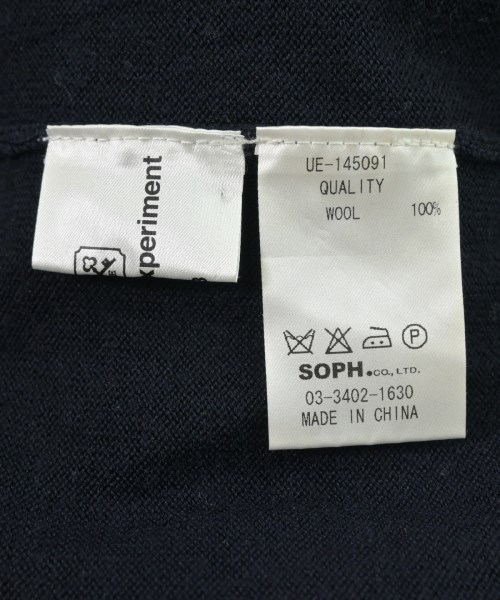 xperiment
UE-145091
QUALITY
WOOL 100%
P
SOPH.CO., LTD.
03-3402-1630
MADE IN CHINA